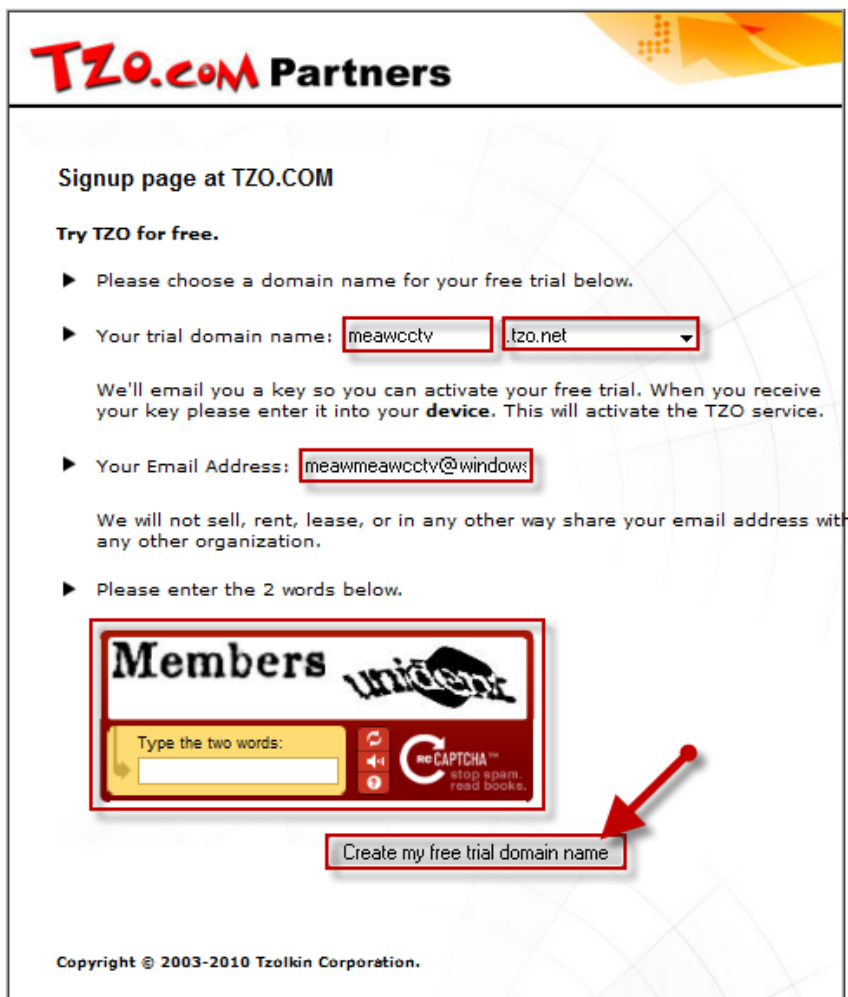 TZO.COM Partners
Signup page at TZO.COM
Try TZO for free.
Please choose a domain name for your free trial below.
Your trial domain name: meawcctv .tzo.net
We'll email you a key so you can activate your free trial. When you receive
your key please enter it into your device. This will activate the TZO service.
Your Email Address: meawmeawcctv@windows
We will not sell, rent, lease, or in any other way share your email address with
any other organization.
Please enter the 2 words below.
Members unident
Type the two words:
reCAPTCHA™
stop spam.
read books.
Create my free trial domain name
Copyright © 2003-2010 Tzolkin Corporation.